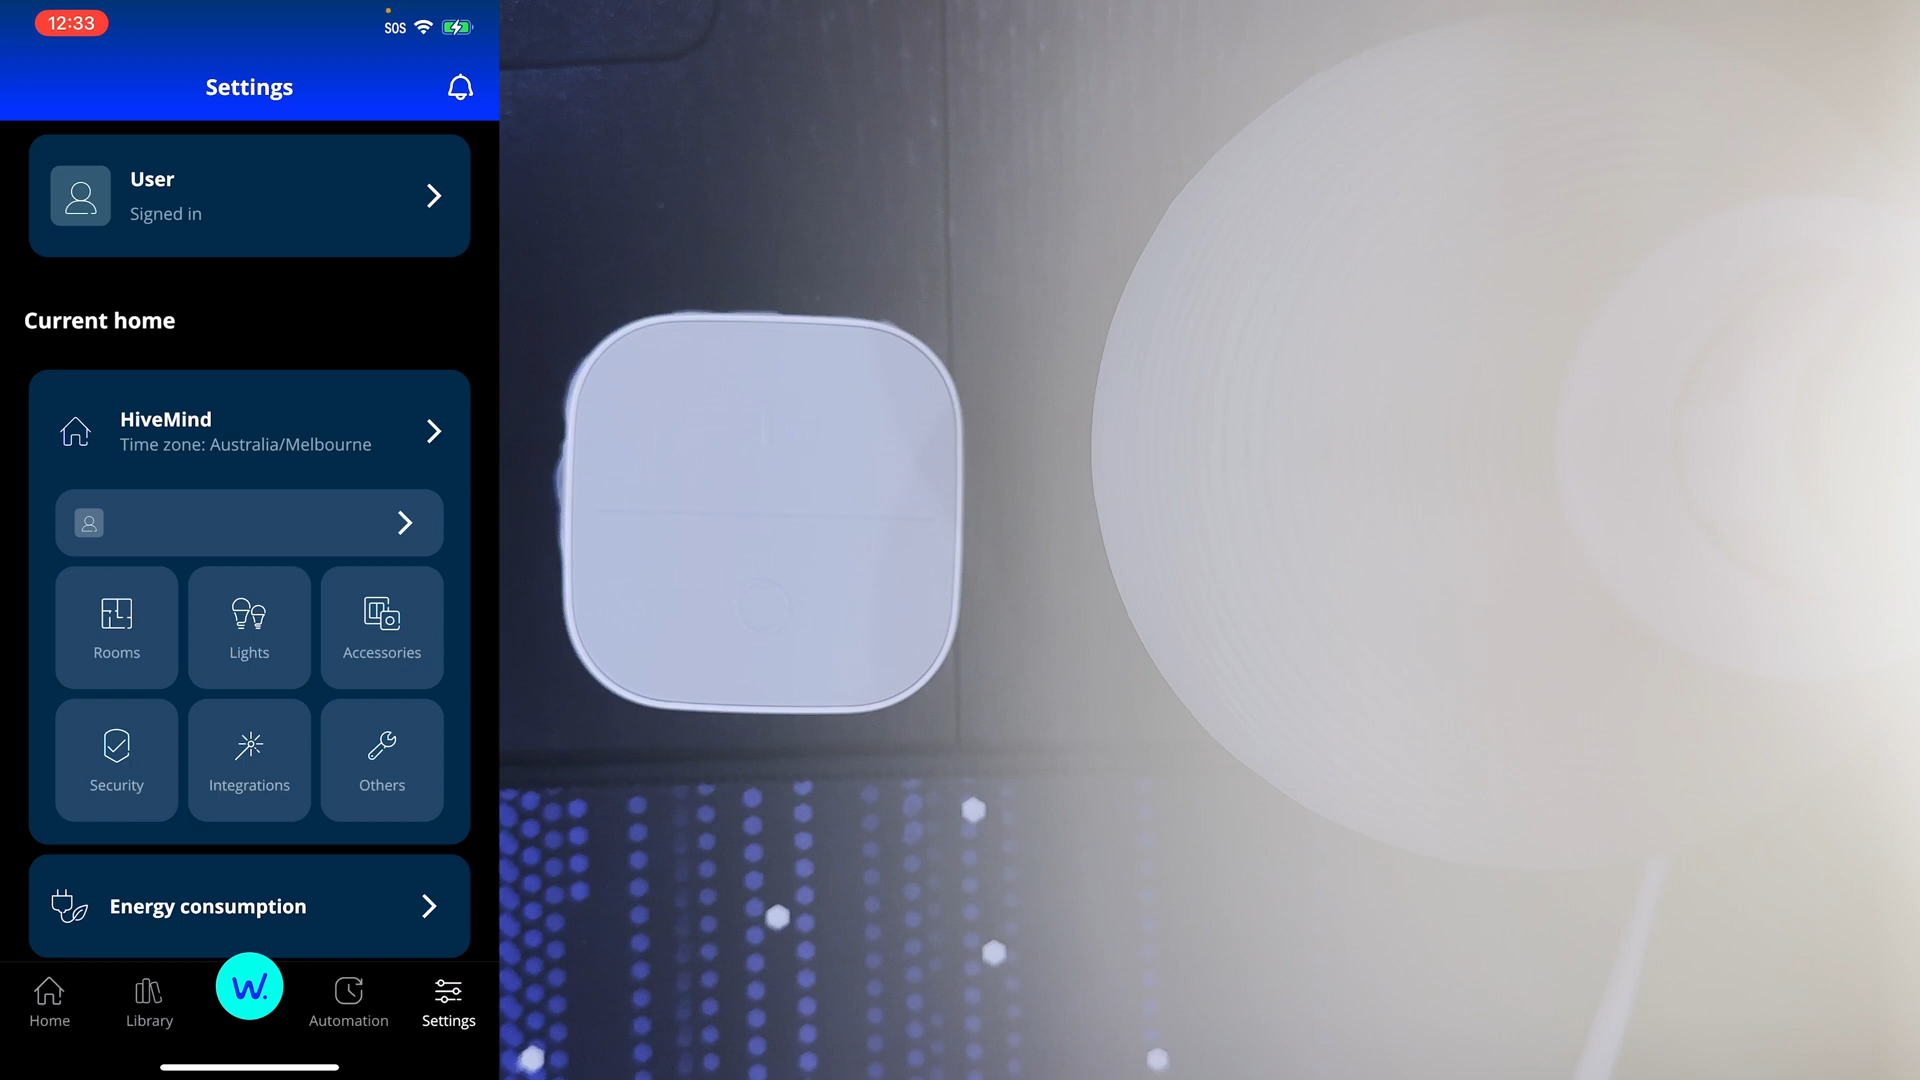 12:33
SOS
Settings
User
Signed in
Current home
HiveMind
Time zone: Australia/Melbourne
Rooms
Lights
Accessories
Security
Integrations
Others
Energy consumption
W.
Home
Library
Automation
Settings